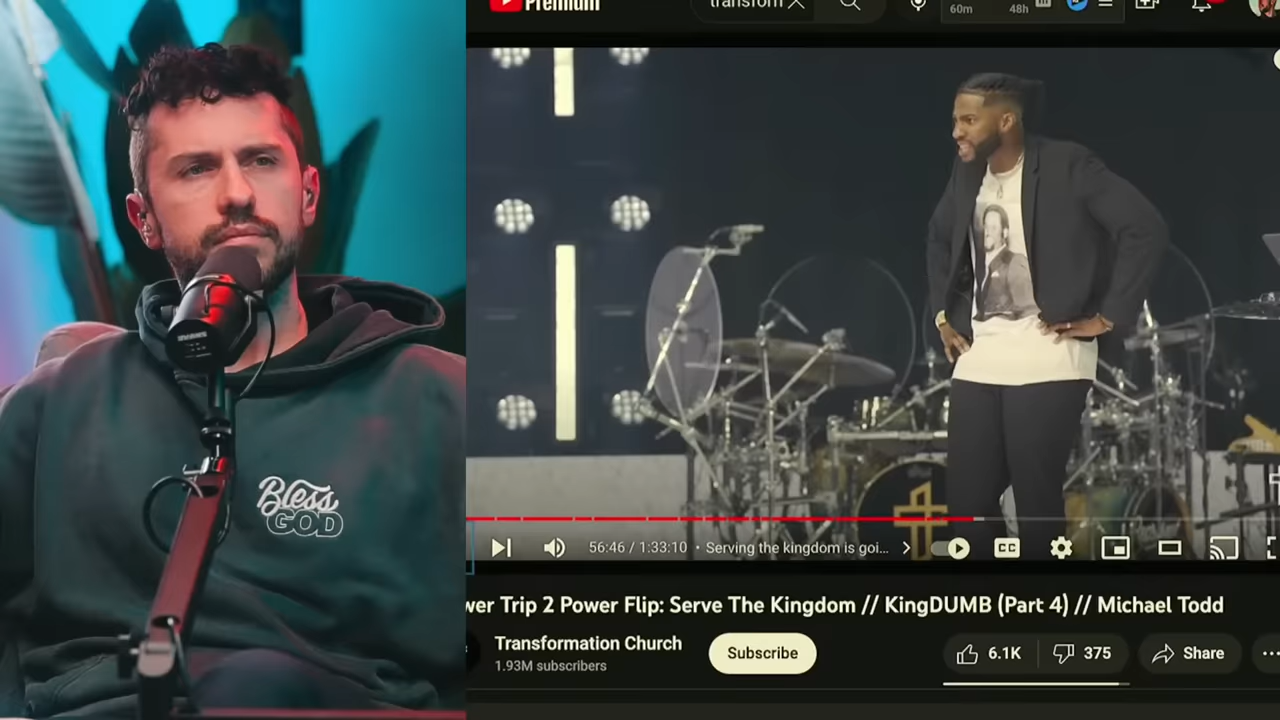 Premium
transform
60m
48h
Bless
GOD
56:46 / 1:33:10 • Serving the kingdom is goi...
CC
wer Trip 2 Power Flip: Serve The Kingdom // KingDUMB (Part 4) // Michael Todd
Transformation Church
1.93M subscribers
Subscribe
6.1K
375
Share